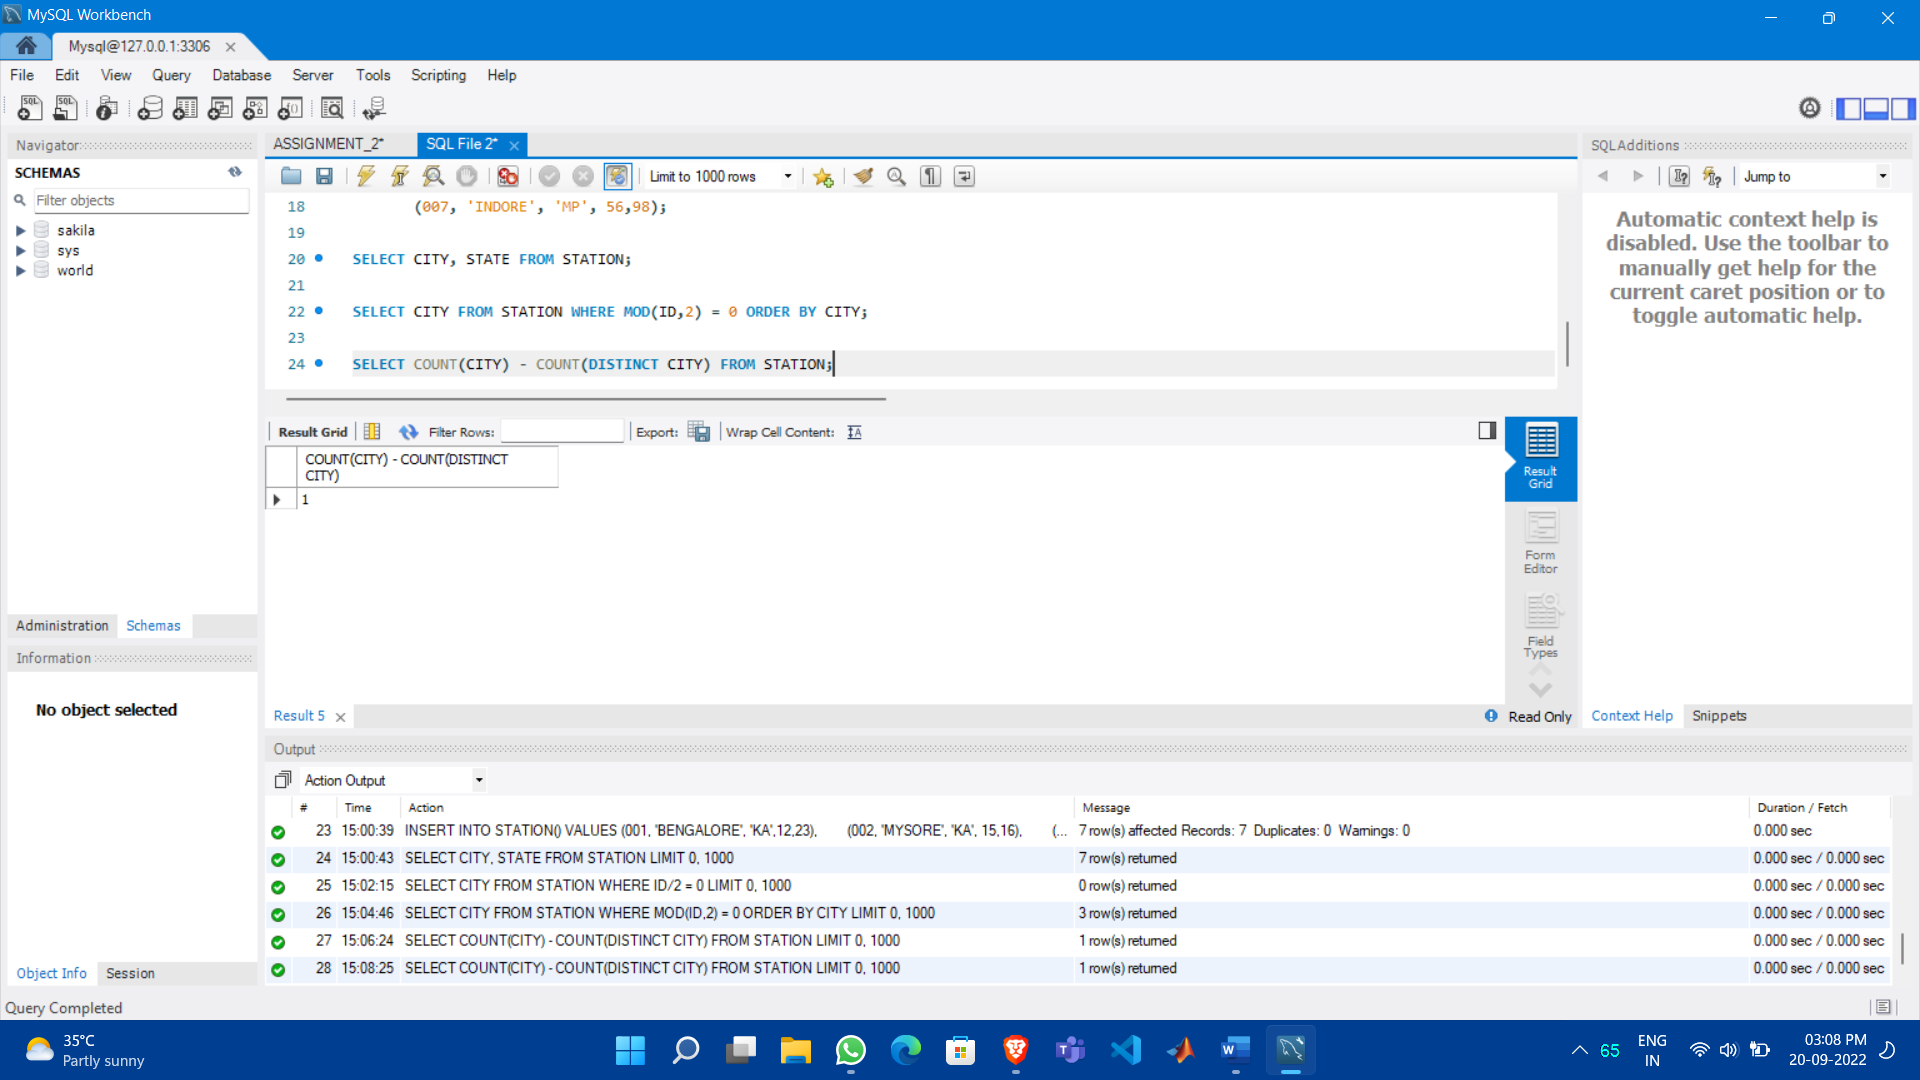 MySQL Workbench
Mysql@127.0.0.1:3306
File Edit View Query Database Server Tools Scripting Help
Navigator
SCHEMAS
Filter objects
sakila
sys
world
Administration Schemas
Information
No object selected
Object Info Session
ASSIGNMENT_2* SQL File 2*
Limit to 1000 rows
18 (007, 'INDORE', 'MP', 56,98);
19
20 SELECT CITY, STATE FROM STATION;
21
22 SELECT CITY FROM STATION WHERE MOD(ID,2) = 0 ORDER BY CITY;
23
24 SELECT COUNT(CITY) - COUNT(DISTINCT CITY) FROM STATION;
Result Grid Filter Rows: Export: Wrap Cell Content:
COUNT(CITY) - COUNT(DISTINCT
CITY)
1
Result
Grid
Form
Editor
Field
Types
Result 5 Read Only
SQLAdditions
Jump to
Automatic context help is
disabled. Use the toolbar to
manually get help for the
current caret position or to
toggle automatic help.
Context Help Snippets
Output
Action Output
# Time Action Message Duration / Fetch
23 15:00:39 INSERT INTO STATION() VALUES (001, 'BENGALORE', 'KA',12,23), (002, 'MYSORE', 'KA', 15,16), (... 7 row(s) affected Records: 7 Duplicates: 0 Warnings: 0 0.000 sec
24 15:00:43 SELECT CITY, STATE FROM STATION LIMIT 0, 1000 7 row(s) returned 0.000 sec / 0.000 sec
25 15:02:15 SELECT CITY FROM STATION WHERE ID/2 = 0 LIMIT 0, 1000 0 row(s) returned 0.000 sec / 0.000 sec
26 15:04:46 SELECT CITY FROM STATION WHERE MOD(ID,2) = 0 ORDER BY CITY LIMIT 0, 1000 3 row(s) returned 0.000 sec / 0.000 sec
27 15:06:24 SELECT COUNT(CITY) - COUNT(DISTINCT CITY) FROM STATION LIMIT 0, 1000 1 row(s) returned 0.000 sec / 0.000 sec
28 15:08:25 SELECT COUNT(CITY) - COUNT(DISTINCT CITY) FROM STATION LIMIT 0, 1000 1 row(s) returned 0.000 sec / 0.000 sec
Query Completed
35°C
Partly sunny
65
ENG
IN
03:08 PM
20-09-2022